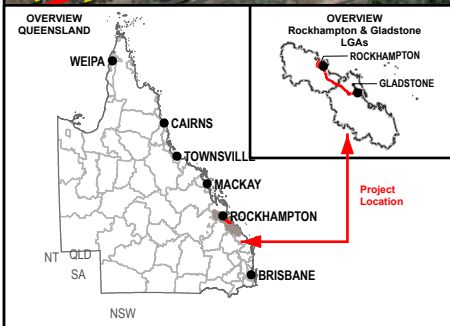 OVERVIEW
QUEENSLAND
WEIPA
CAIRNS
TOWNSVILLE
MACKAY
ROCKHAMPTON
BRISBANE
NT
QLD
SA
NSW
OVERVIEW
Rockhampton & Gladstone
LGAs
ROCKHAMPTON
GLADSTONE
Project
Location